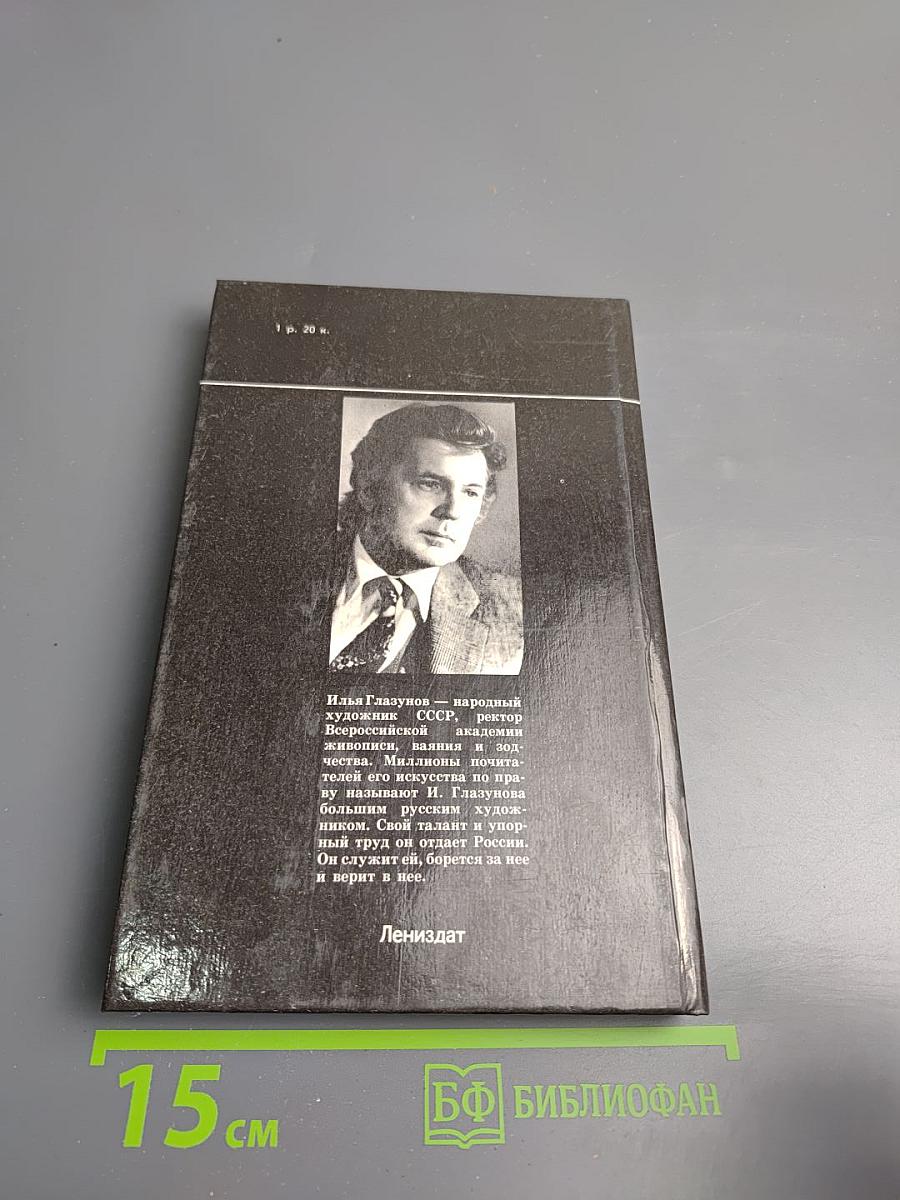 1 р. 20 к.
Илья Глазунов — народный
художник СССР, ректор
Всероссийской академии
живописи, ваяния и зод-
чества. Миллионы почита-
телей его искусства по пра-
ву называют И. Глазунова
большим русским худож-
ником. Свой талант и упор-
ный труд он отдает России.
Он служит ей, борется за нее
и верит в нее.
Лениздат
15 см
БФ БИБЛИОФАН